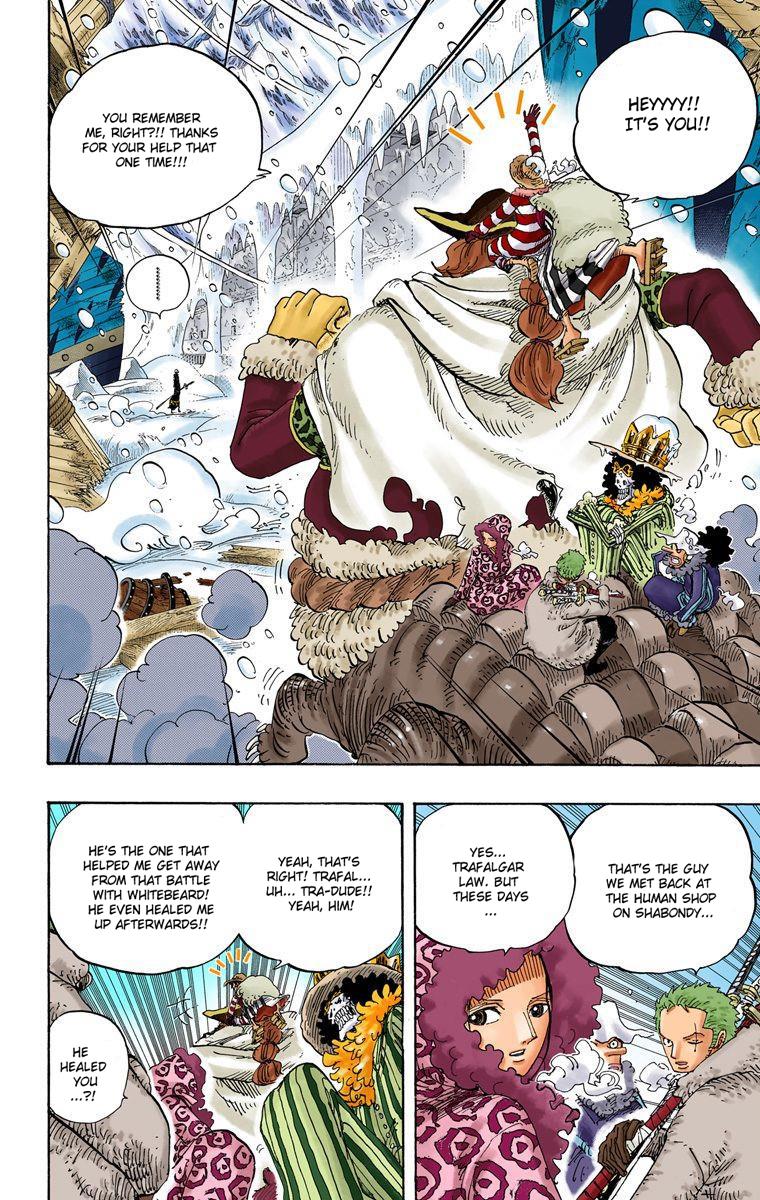 HEYYYY!!
IT'S YOU!!
YOU REMEMBER
ME, RIGHT?!! THANKS
FOR YOUR HELP THAT
ONE TIME!!!
..........
THAT'S THE GUY
WE MET BACK AT
THE HUMAN SHOP
ON SHABONDY...
YES...
TRAFALGAR
LAW. BUT
THESE DAYS
...
YEAH, THAT'S
RIGHT! TRAFAL...
UH... TRA-DUDE!!
YEAH, HIM!
HE'S THE ONE THAT
HELPED ME GET AWAY
FROM THAT BATTLE
WITH WHITEBEARD!
HE EVEN HEALED ME
UP AFTERWARDS!!
HE
HEALED
YOU
...?!